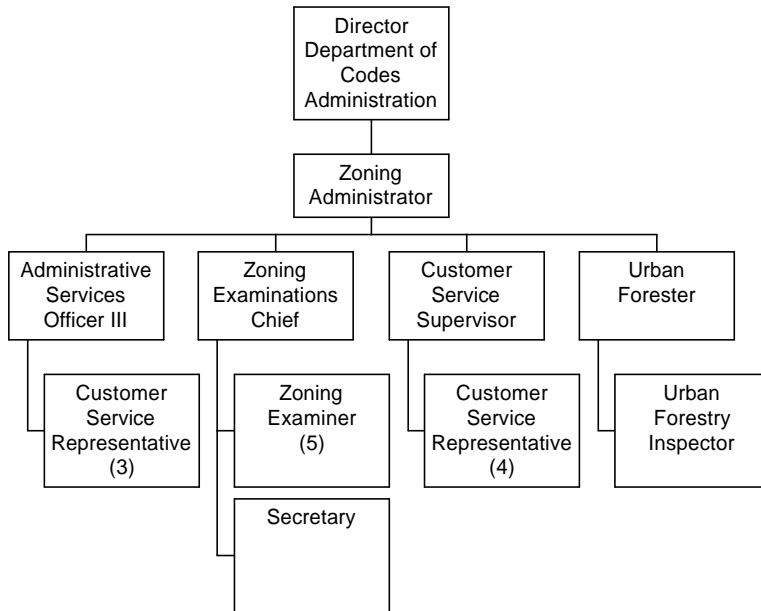 Director
Department of
Codes
Administration
Zoning
Administrator
Administrative
Services
Officer III
Zoning
Examinations
Chief
Customer
Service
Supervisor
Urban
Forester
Customer
Service
Representative
(3)
Zoning
Examiner
(5)
Customer
Service
Representative
(4)
Urban
Forestry
Inspector
Secretary